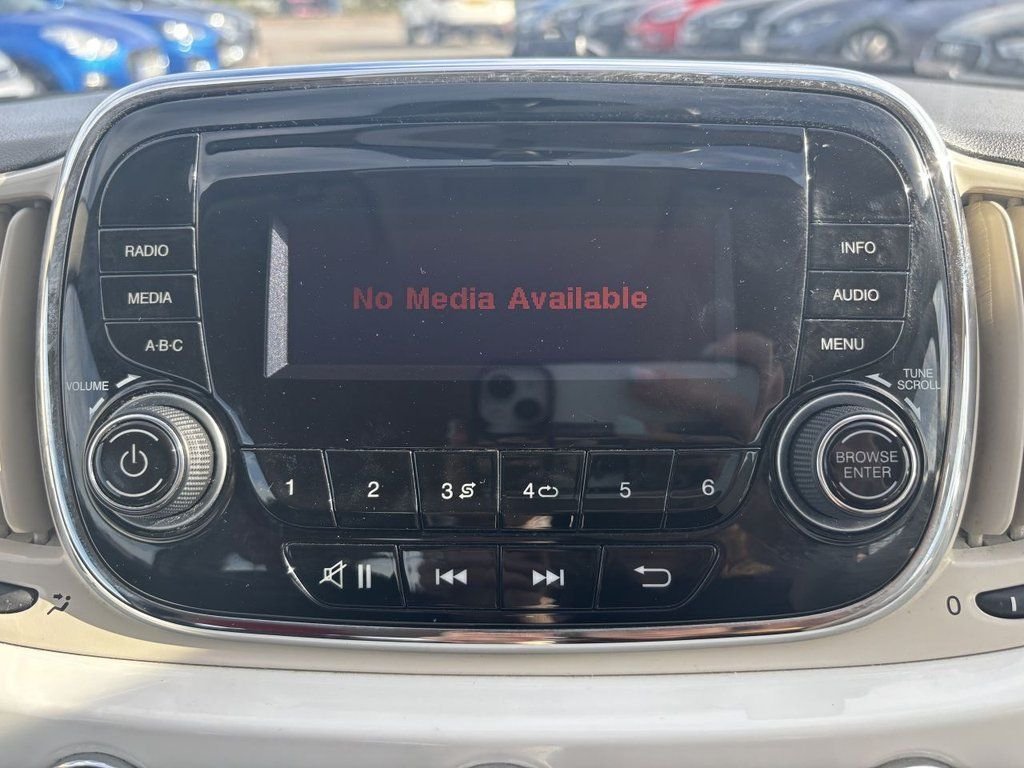 RADIO
MEDIA
A·B·C
VOLUME
No Media Available
INFO
AUDIO
MENU
TUNE
SCROLL
BROWSE
ENTER
1
2
3
4
5
6
0
I